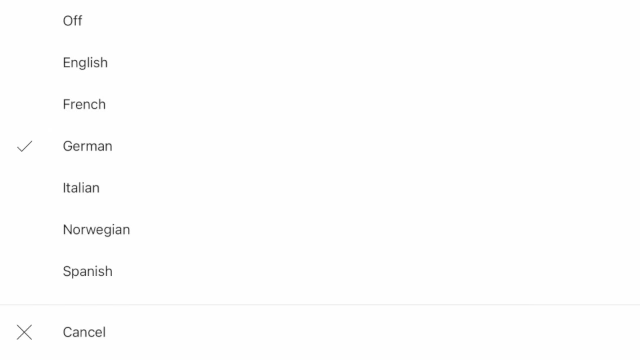 Off
English
French
German
Italian
Norwegian
Spanish
Cancel